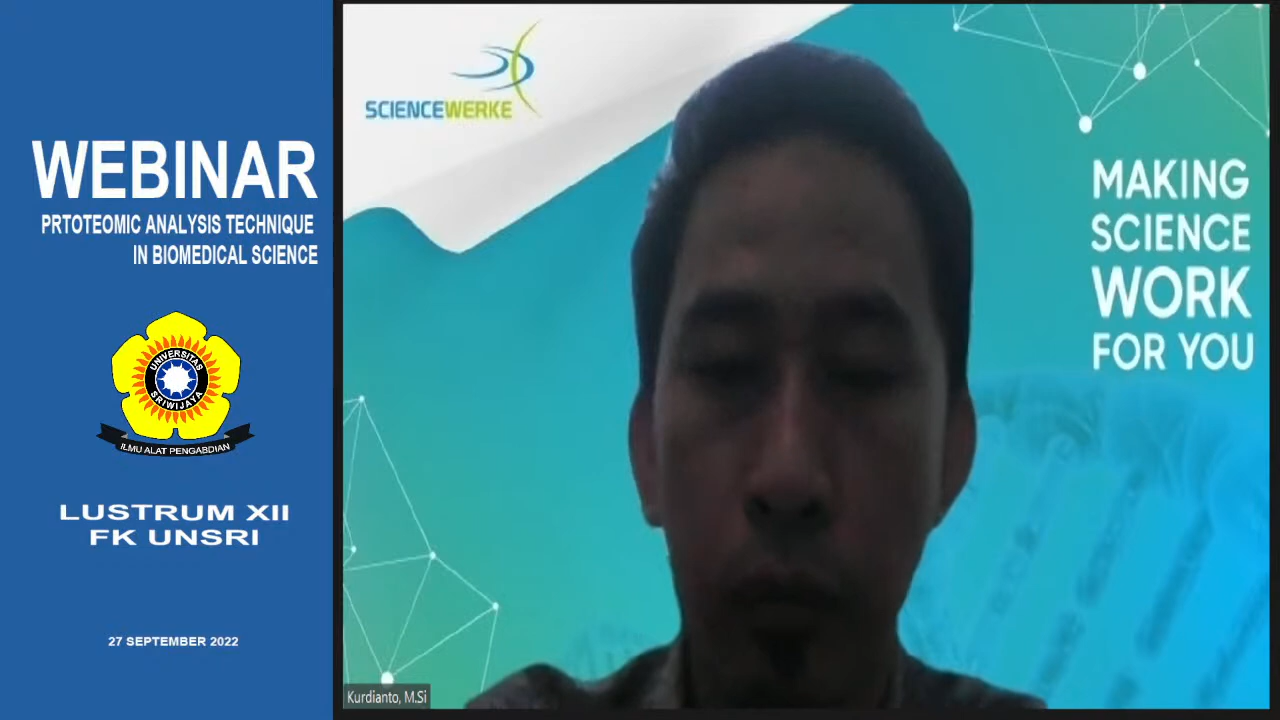 WEBINAR
PRTOTEOMIC ANALYSIS TECHNIQUE
IN BIOMEDICAL SCIENCE
UNIVERSITAS
SRIWIJAYA
ILMU ALAT PENGABDIAN
LUSTRUM XII
FK UNSRI
27 SEPTEMBER 2022
SCIENCEWERKE
MAKING
SCIENCE
WORK
FOR YOU
Kurdianto, M.Si